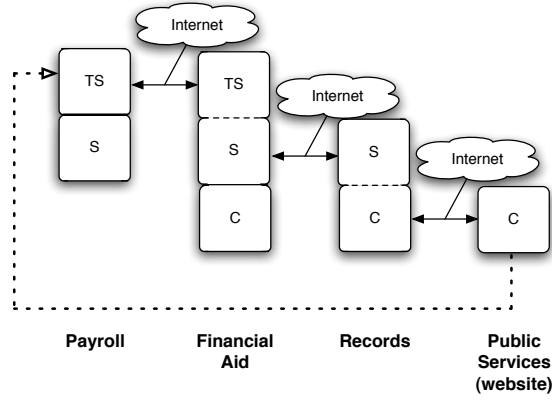 Internet
TS
TS
Internet
S
S
S
Internet
C
C
C
Payroll
Financial
Aid
Records
Public
Services
(website)